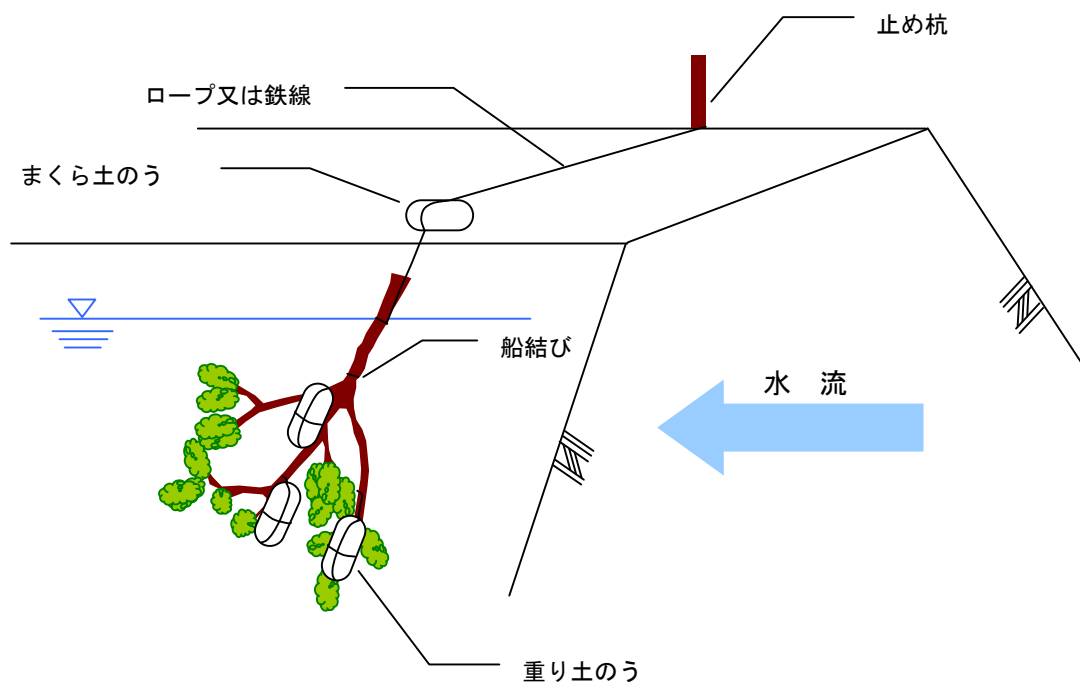 止め杭
ロープ又は鉄線
まくら土のう
船結び
水 流
重り土のう